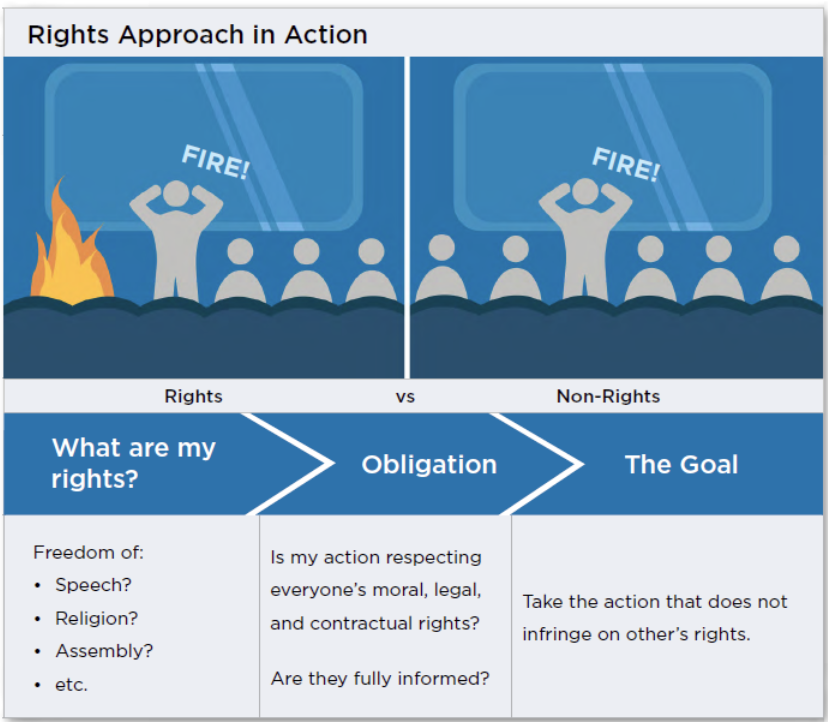 Rights Approach in Action
FIRE!
FIRE!
Rights vs Non-Rights
What are my
rights?
Obligation
The Goal
Freedom of:
• Speech?
• Religion?
• Assembly?
• etc.
Is my action respecting
everyone's moral, legal,
and contractual rights?
Are they fully informed?
Take the action that does not
infringe on other's rights.